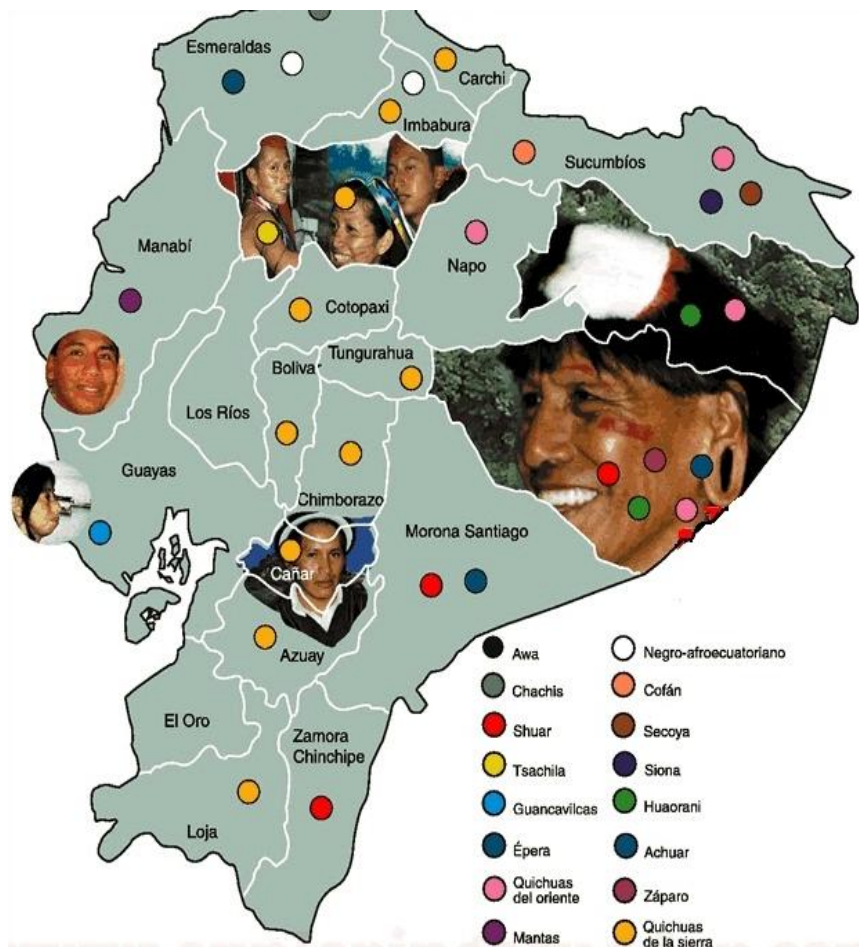 Esmeraldas
Carchi
Imbabura
Sucumbíos
Manabí
Napo
Cotopaxi
Tungurahua
Boliva
Los Ríos
Guayas
Chimborazo
Morona Santiago
Cañar
Azuay
El Oro
Zamora
Chinchipe
Loja
Awa
Negro-afroecuatoriano
Chachis
Cofán
Shuar
Secoya
Tsachila
Siona
Guancavilcas
Huaorani
Épera
Achuar
Quichuas
del oriente
Záparo
Mantas
Quichuas
de la sierra